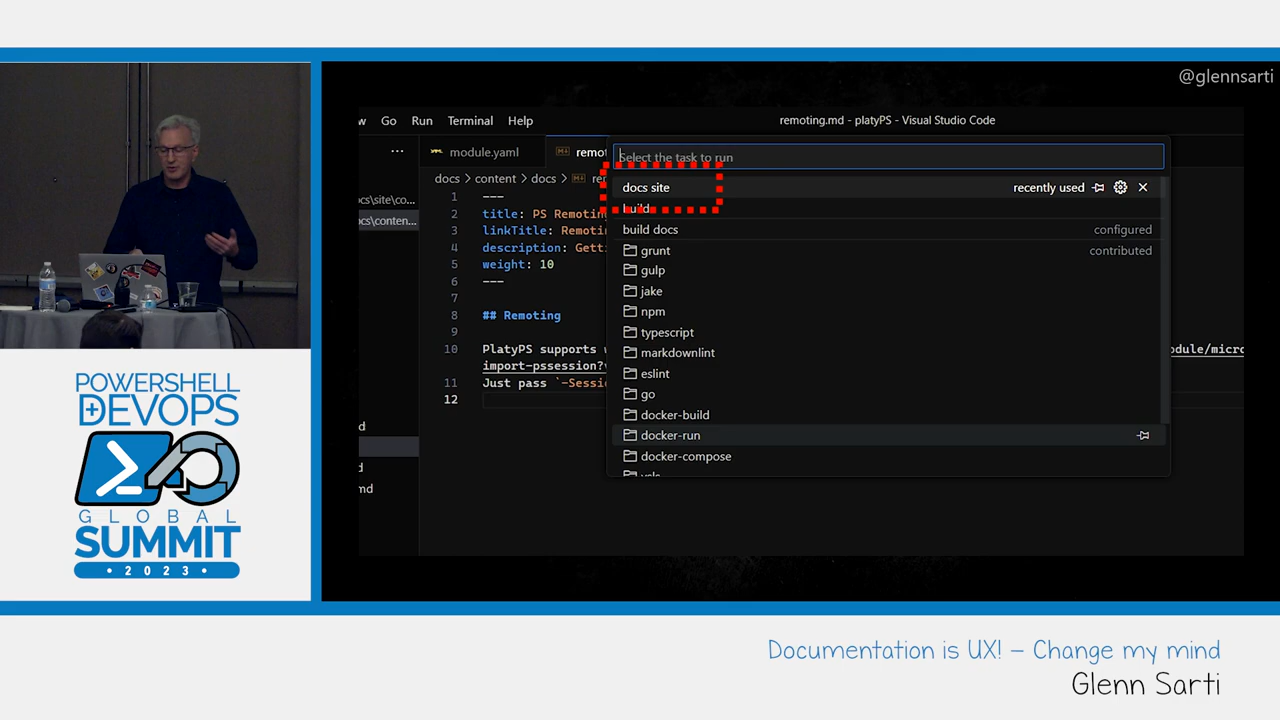 @glennsarti
w Go Run Terminal Help
remoting.md - platyPS - Visual Studio Code
module.yaml
Select the task to run
docs > content > docs >
docs site
recently used
build
build docs
configured
grunt
contributed
gulp
jake
npm
typescript
markdownlint
eslint
go
docker-build
docker-run
docker-compose
1 ---
2 title: PS Remoting
3 linkTitle: Remoti
4 description: Getti
5 weight: 10
6 ---
7
8 ## Remoting
9
10 PlatyPS supports
odule/micro
import-pssession?
11 Just pass `-Sessi
12
POWERSHELL
+DEVOPS
GLOBAL
SUMMIT
• 2 0 2 3 •
Documentation is UX! – Change my mind
Glenn Sarti